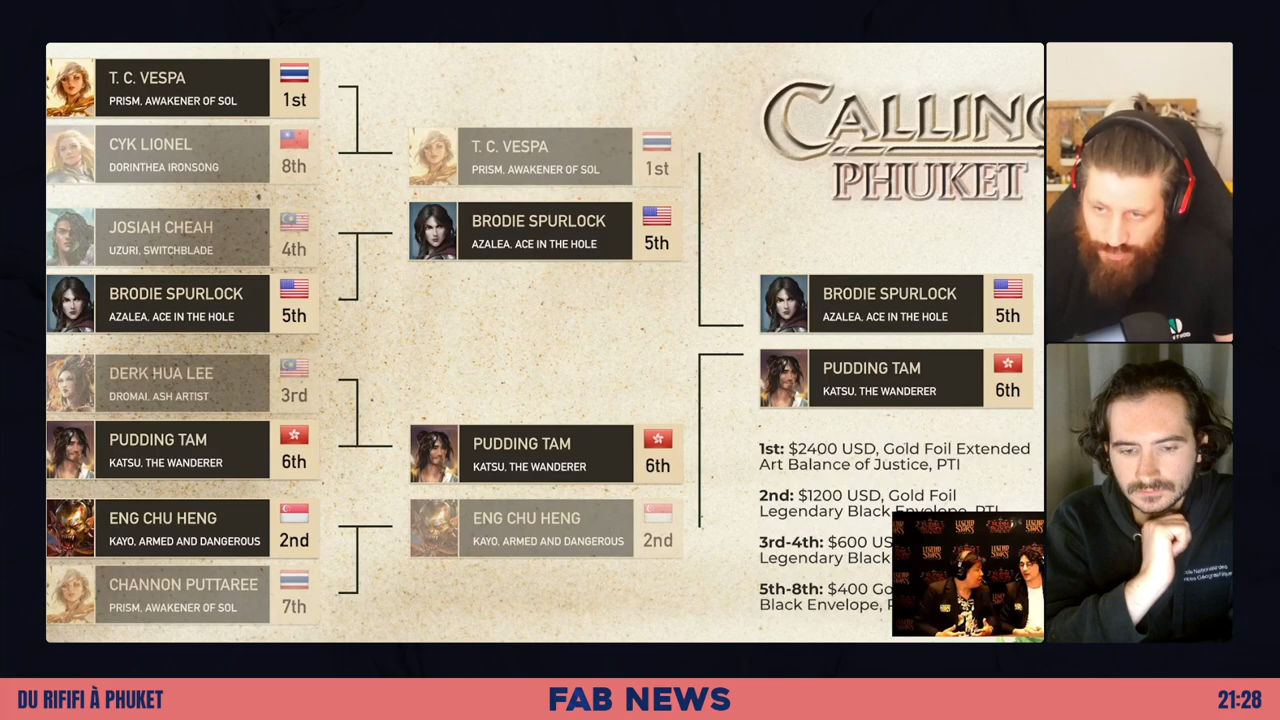 T. C. VESPA
PRISM, AWAKENER OF SOL
1st
CYK LIONEL
DORINTHEA IRONSONG
8th
JOSIAH CHEAH
UZURI, SWITCHBLADE
4th
BRODIE SPURLOCK
AZALEA, ACE IN THE HOLE
5th
DERK HUA LEE
DROMAI, ASH ARTIST
3rd
PUDDING TAM
KATSU, THE WANDERER
6th
ENG CHU HENG
KAYO, ARMED AND DANGEROUS
2nd
CHANNON PUTTAREE
PRISM, AWAKENER OF SOL
7th
T. C. VESPA
PRISM, AWAKENER OF SOL
1st
BRODIE SPURLOCK
AZALEA, ACE IN THE HOLE
5th
PUDDING TAM
KATSU, THE WANDERER
6th
ENG CHU HENG
KAYO, ARMED AND DANGEROUS
2nd
CALLING
PHUKET
BRODIE SPURLOCK
AZALEA, ACE IN THE HOLE
5th
PUDDING TAM
KATSU, THE WANDERER
6th
1st: $2400 USD, Gold Foil Extended
Art Balance of Justice, PTI
2nd: $1200 USD, Gold Foil
Legendary Black Envelope, PTI
3rd-4th: $600 US
Legendary Black
5th-8th: $400 Go
Black Envelope, P
DU RIFIFI À PHUKET
FAB NEWS
21:28